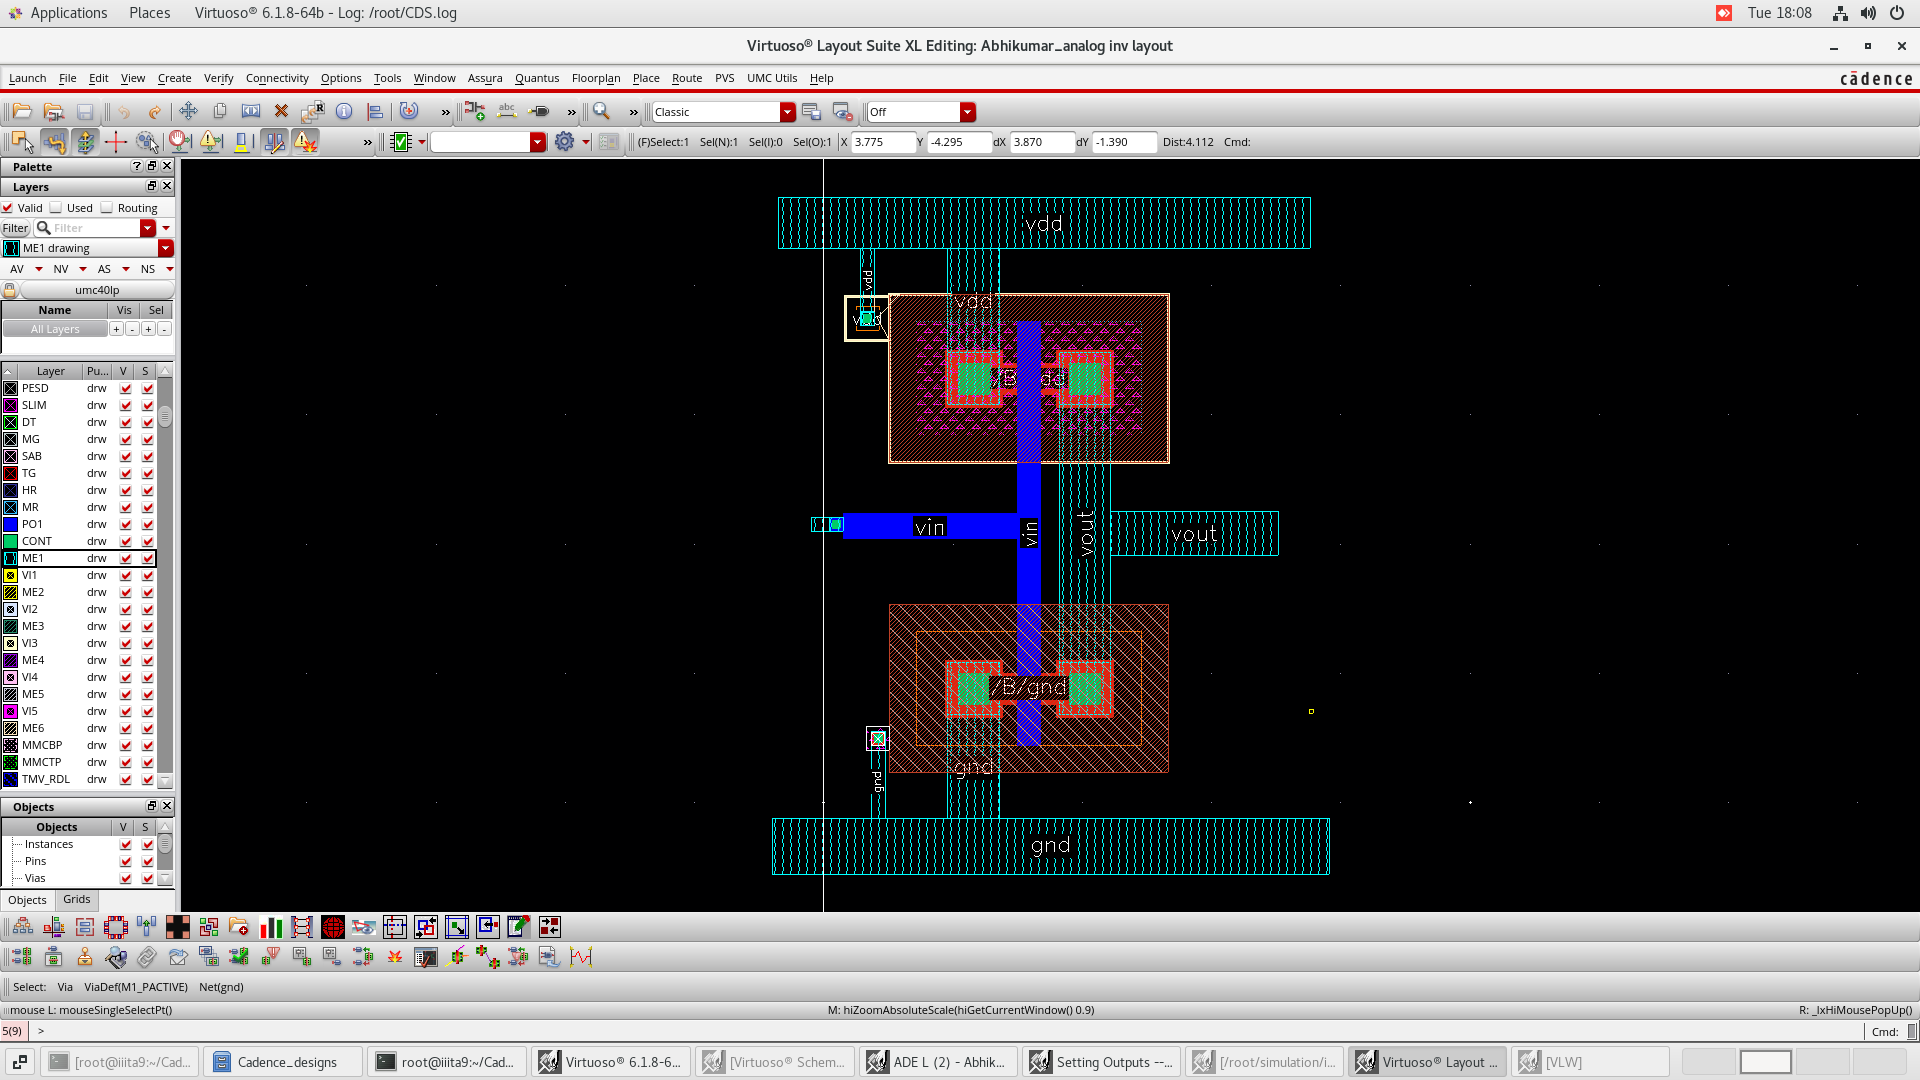 Applications Places Virtuoso® 6.1.8-64b - Log: /root/CDS.log Tue 18:08
Virtuoso® Layout Suite XL Editing: Abhikumar_analog inv layout
Launch File Edit View Create Verify Connectivity Options Tools Window Assura Quantus Floorplan Place Route PVS UMC Utils Help cādence
» » » Classic Off
» (F)Select:1 Sel(N):1 Sel(I):0 Sel(O):1 X 3.775 Y -4.295 dX 3.870 dY -1.390 Dist:4.112 Cmd:
Palette
Layers
Valid Used Routing
Filter Filter
ME1 drawing
AV NV AS NS
umc40lp
Name Vis Sel
All Layers + - + -
Layer Pu... V S
PESD drw
SLIM drw
DT drw
MG drw
SAB drw
TG drw
HR drw
MR drw
PO1 drw
CONT drw
ME1 drw
VI1 drw
ME2 drw
VI2 drw
ME3 drw
VI3 drw
ME4 drw
VI4 drw
ME5 drw
VI5 drw
ME6 drw
MMCBP drw
MMCTP drw
TMV_RDL drw
Objects
Objects V S
Instances
Pins
Vias
Objects Grids
vdd
vdd
vdd
vin
vin
vout
vout
/B/gnd
gnd
gnd
gnd
Select: Via ViaDef(M1_PACTIVE) Net(gnd)
mouse L: mouseSingleSelectPt() M: hiZoomAbsoluteScale(hiGetCurrentWindow() 0.9) R: _lxHiMousePopUp()
5(9) > Cmd:
[root@iiita9:~/Cad... Cadence_designs root@iiita9:~/Cad... Virtuoso® 6.1.8-6... [Virtuoso® Schem... ADE L (2) - Abhik... Setting Outputs --... [/root/simulation/i... Virtuoso® Layout ... [VLW]